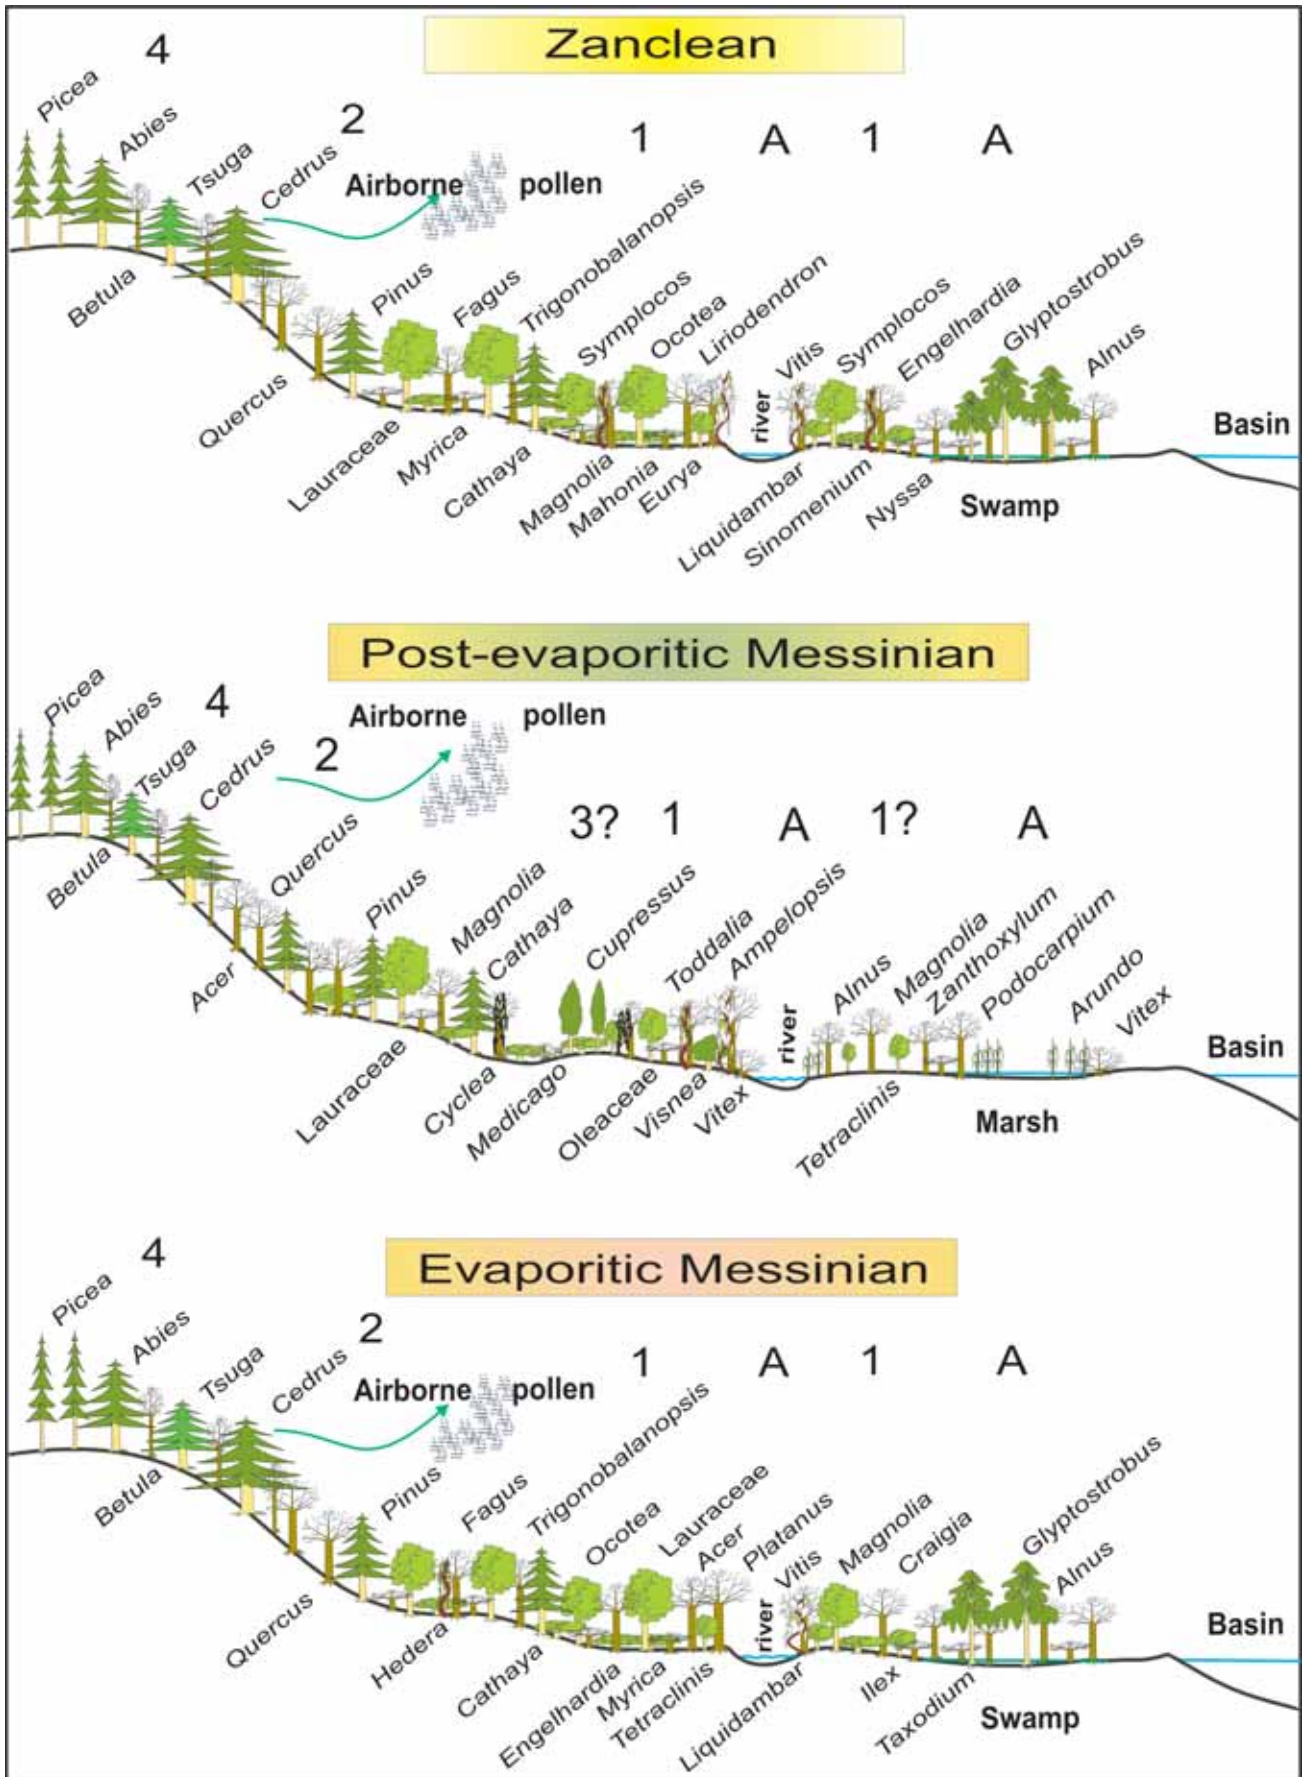 Zanclean
4
Picea
Abies
Tsuga
Cedrus
2
Airborne pollen
1
A
1
A
Betula
Quercus
Pinus
Fagus
Trigonobalanopsis
Symplocos
Ocotea
Liriodendron
river
Vitis
Symplocos
Engelhardia
Glyptostrobus
Alnus
Basin
Lauraceae
Myrica
Cathaya
Magnolia
Mahonia
Eurya
Liquidambar
Sinomenium
Nyssa
Swamp
Post-evaporitic Messinian
Picea
Abies
Tsuga
4
Cedrus
2
Airborne pollen
Quercus
3?
1
A
1?
A
Betula
Acer
Pinus
Magnolia
Cathaya
Cupressus
Toddalia
Ampelopsis
river
Alnus
Magnolia
Zanthoxylum
Podocarpium
Arundo
Vitex
Basin
Lauraceae
Cyclea
Medicago
Oleaceae
Visnea
Vitex
Tetraclinis
Marsh
Evaporitic Messinian
4
Picea
Abies
Tsuga
Cedrus
2
Airborne pollen
1
A
1
A
Betula
Quercus
Pinus
Fagus
Trigonobalanopsis
Ocotea
Lauraceae
Acer
Platanus
river
Vitis
Magnolia
Craigia
Glyptostrobus
Alnus
Basin
Hedera
Cathaya
Engelhardia
Myrica
Tetraclinis
Liquidambar
Ilex
Taxodium
Swamp